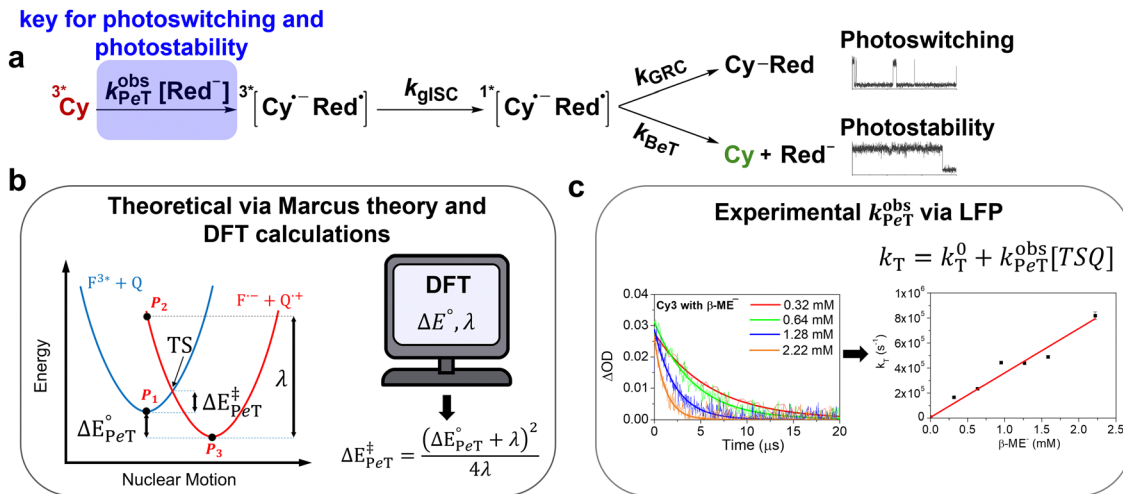 key for photoswitching and
photostability
a
³*Cy
k_PeT^obs [Red⁻]
³*[Cy•⁻ Red•]
k_gISC
¹*[Cy•⁻ Red•]
k_GRC
Cy–Red
Photoswitching
k_BeT
Cy + Red⁻
Photostability
b
Theoretical via Marcus theory and
DFT calculations
F³* + Q
F•⁻ + Q•⁺
P₂
TS
P₁
P₃
λ
ΔE‡_PeT
ΔE°_PeT
Energy
Nuclear Motion
DFT
ΔE°, λ
ΔE‡_PeT = (ΔE°_PeT + λ)² / 4λ
c
Experimental k_PeT^obs via LFP
k_T = k_T^0 + k_PeT^obs[TSQ]
Cy3 with β-ME⁻
0.32 mM
0.64 mM
1.28 mM
2.22 mM
0.04
0.03
0.02
0.01
0.00
ΔOD
0 5 10 15 20
Time (μs)
1x10⁶
8x10⁵
6x10⁵
4x10⁵
2x10⁵
0
k_T (s⁻¹)
0.0 0.5 1.0 1.5 2.0 2.5
β-ME⁻ (mM)